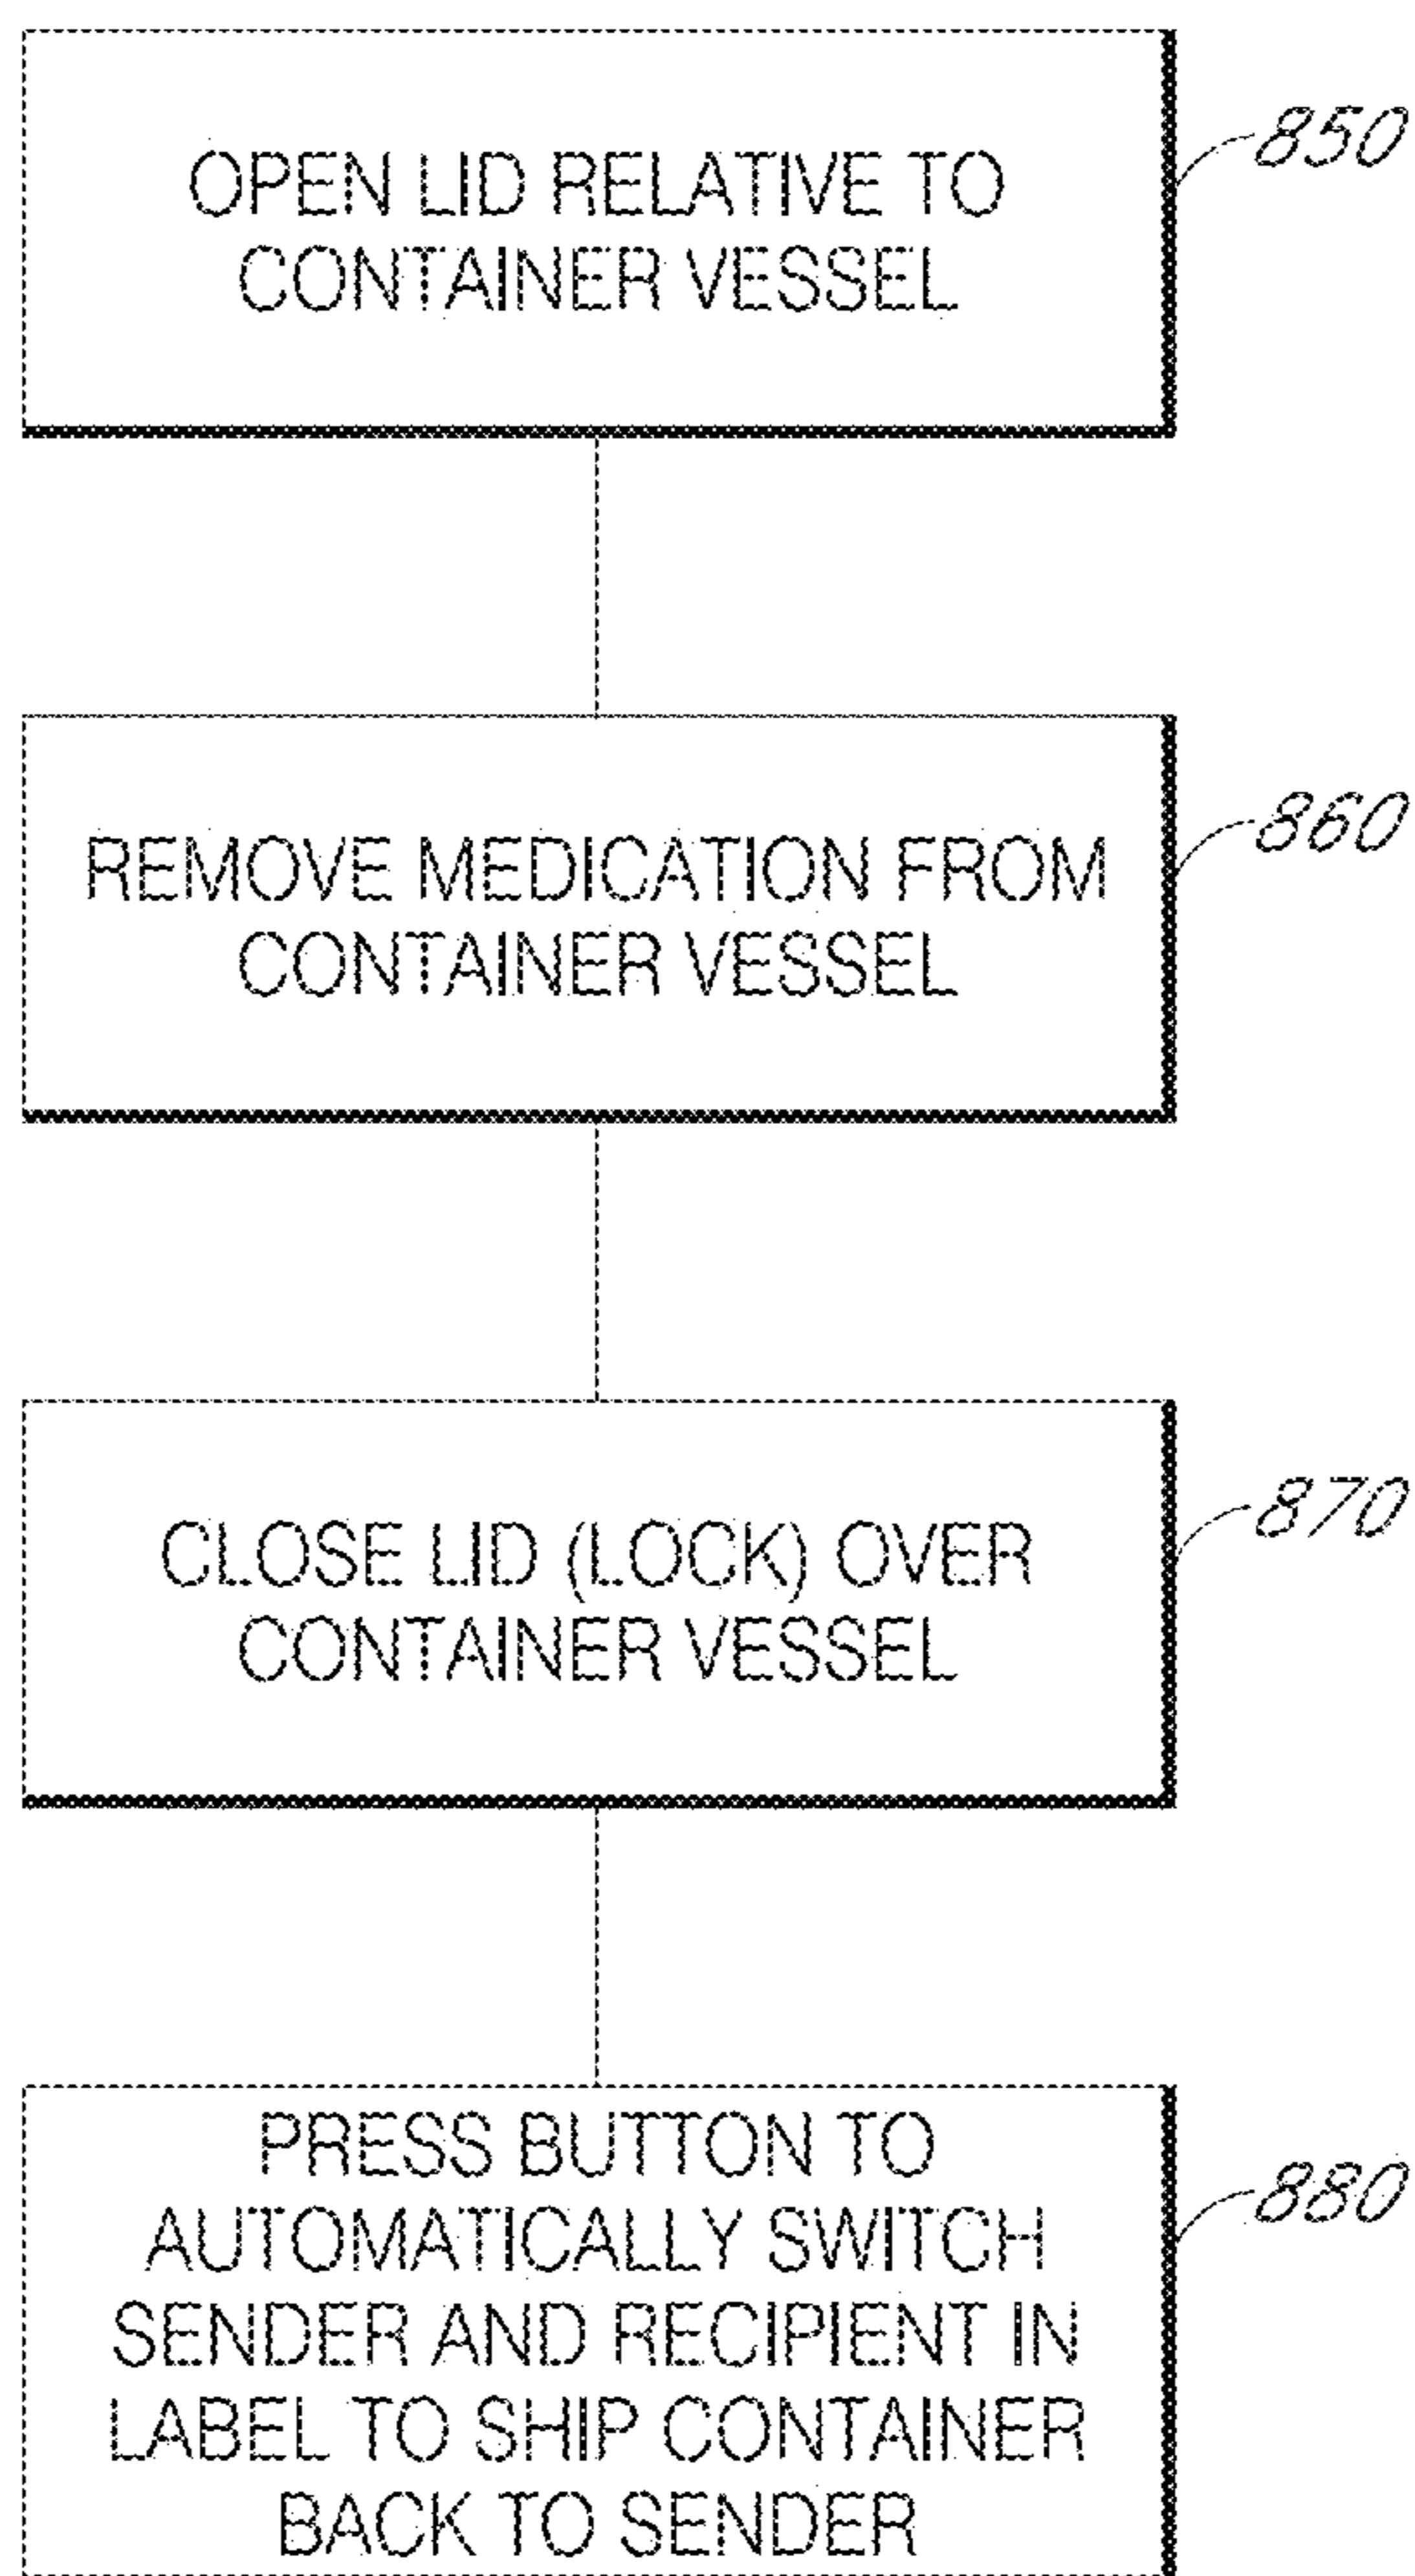 OPEN LID RELATIVE TO
CONTAINER VESSEL
850
REMOVE MEDICATION FROM
CONTAINER VESSEL
860
CLOSE LID (LOCK) OVER
CONTAINER VESSEL
870
PRESS BUTTON TO
AUTOMATICALLY SWITCH
SENDER AND RECIPIENT IN
LABEL TO SHIP CONTAINER
BACK TO SENDER
880